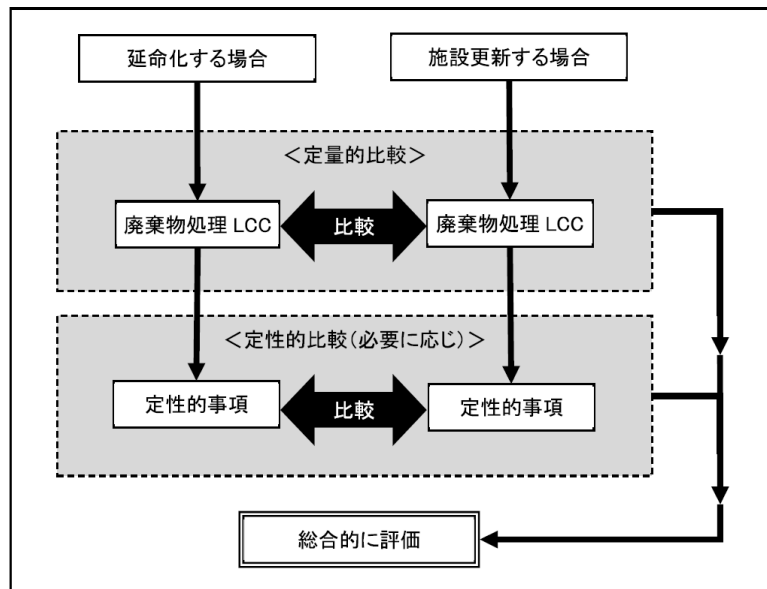 延命化する場合
施設更新する場合
＜定量的比較＞
廃棄物処理 LCC
比較
廃棄物処理 LCC
＜定性的比較（必要に応じ）＞
定性的事項
比較
定性的事項
総合的に評価